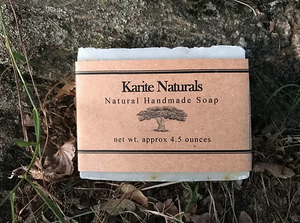 Karite Naturals
Natural Handmade Soap
net wt. approx 4.5 ounces